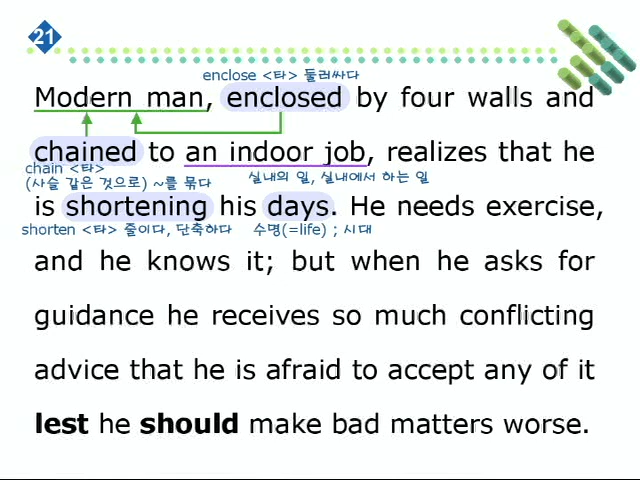 21
enclose <타> 둘러싸다
Modern man, enclosed by four walls and
chained to an indoor job, realizes that he
chain <타>
(사슬 같은 것으로) ~를 묶다
실내의 일, 실내에서 하는 일
is shortening his days. He needs exercise,
shorten <타> 줄이다, 단축하다 수명(=life) ; 시대
and he knows it; but when he asks for
guidance he receives so much conflicting
advice that he is afraid to accept any of it
lest he should make bad matters worse.